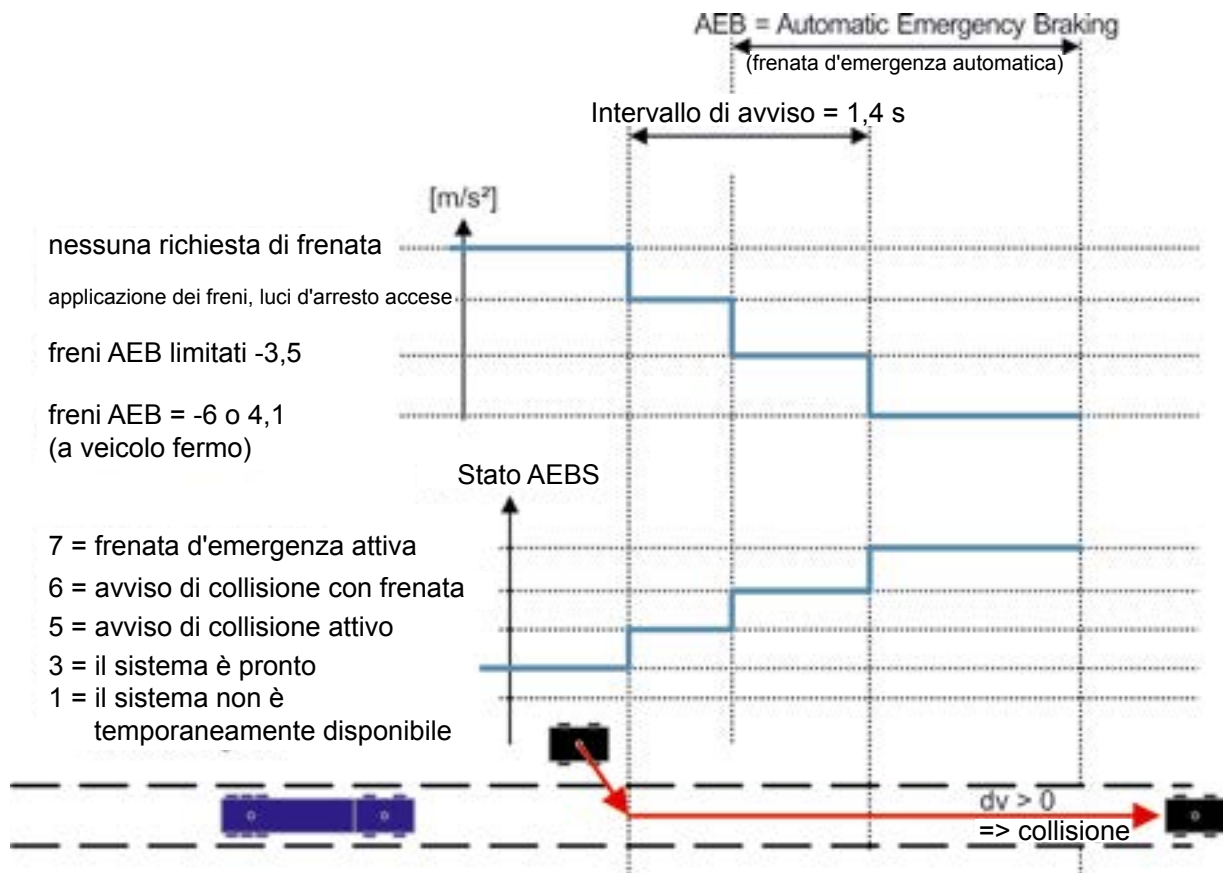 AEB = Automatic Emergency Braking
(frenata d'emergenza automatica)
Intervallo di avviso = 1,4 s
[m/s²]
nessuna richiesta di frenata
applicazione dei freni, luci d'arresto accese
freni AEB limitati -3,5
freni AEB = -6 o 4,1
(a veicolo fermo)
Stato AEBS
7 = frenata d'emergenza attiva
6 = avviso di collisione con frenata
5 = avviso di collisione attivo
3 = il sistema è pronto
1 = il sistema non è
temporaneamente disponibile
dv > 0
=> collisione